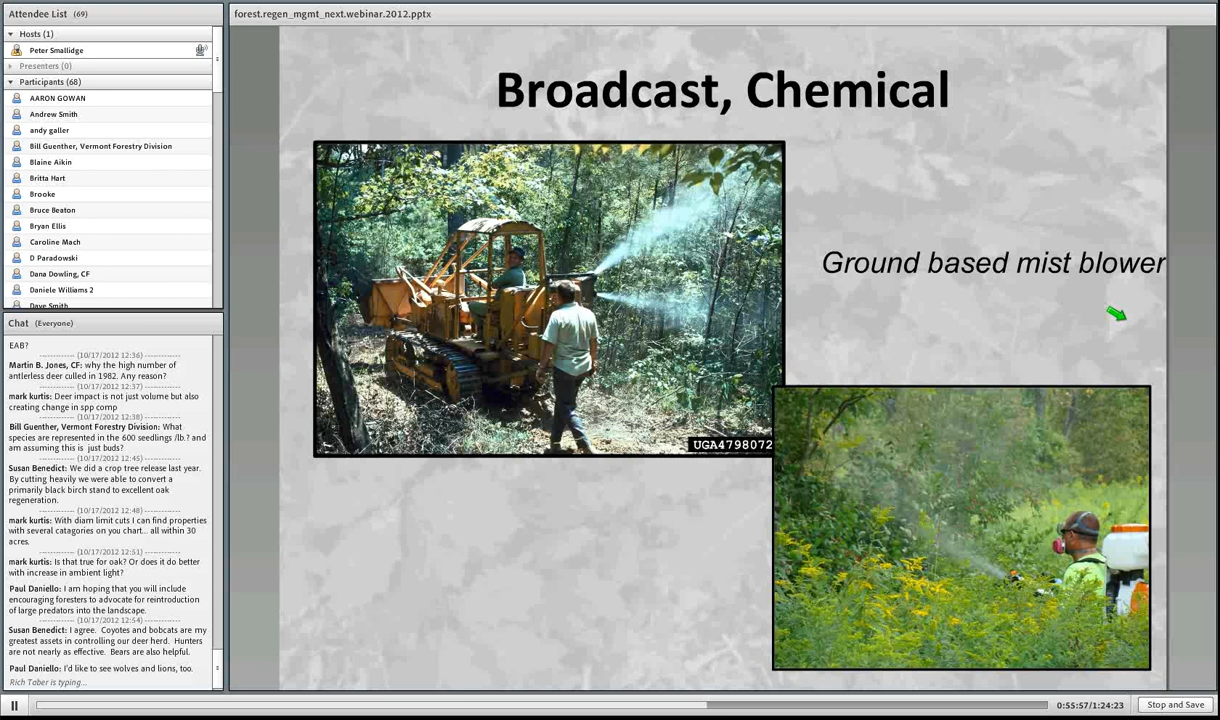 Attendee List (69)
Hosts (1)
Peter Smallidge
Presenters (0)
Participants (68)
AARON GOWAN
Andrew Smith
andy galler
Bill Guenther, Vermont Forestry Division
Blaine Aikin
Britta Hart
Brooke
Bruce Beaton
Bryan Ellis
Caroline Mach
D Paradowski
Dana Dowling, CF
Daniele Williams 2
Dave Smith
Chat (Everyone)
EAB?
------------- (10/17/2012 12:36) -------------
Martin B. Jones, CF: why the high number of
antlerless deer culled in 1982. Any reason?
------------- (10/17/2012 12:37) -------------
mark kurtis: Deer impact is not just volume but also
creating change in spp comp
------------- (10/17/2012 12:38) -------------
Bill Guenther, Vermont Forestry Division: What
species are represented in the 600 seedlings /lb.? and
am assuming this is just buds?
------------- (10/17/2012 12:45) -------------
Susan Benedict: We did a crop tree release last year.
By cutting heavily we were able to convert a
primarily black birch stand to excellent oak
regeneration.
------------- (10/17/2012 12:48) -------------
mark kurtis: With diam limit cuts I can find properties
with several catagories on you chart... all within 30
acres.
------------- (10/17/2012 12:51) -------------
mark kurtis: Is that true for oak? Or does it do better
with increase in ambient light?
Paul Daniello: I am hoping that you will include
encouraging foresters to advocate for reintroduction
of large predators into the landscape.
------------- (10/17/2012 12:54) -------------
Susan Benedict: I agree. Coyotes and bobcats are my
greatest assets in controlling our deer herd. Hunters
are not nearly as effective. Bears are also helpful.
Paul Daniello: I'd like to see wolves and lions, too.
Rich Taber is typing...
forest.regen_mgmt_next.webinar.2012.pptx
Broadcast, Chemical
Ground based mist blower
UGA4798072
0:55:57/1:24:23
Stop and Save